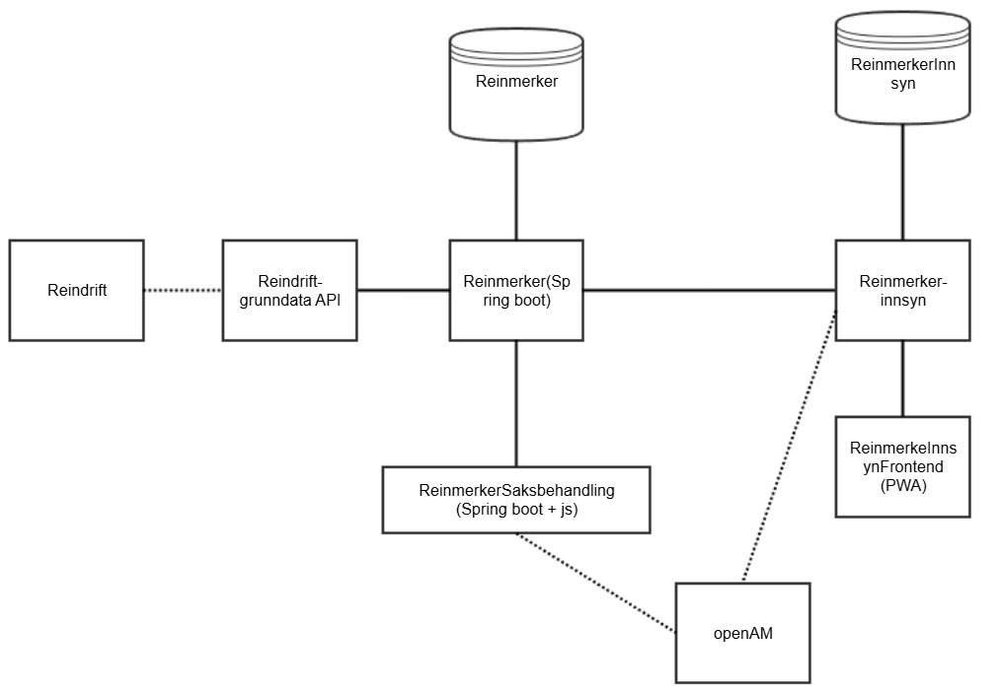 Reinmerker
ReinmerkerInn
syn
Reindrift
Reindrift-
grunndata API
Reinmerker(Sp
ring boot)
Reinmerker-
innsyn
ReinmerkeInns
ynFrontend
(PWA)
ReinmerkerSaksbehandling
(Spring boot + js)
openAM